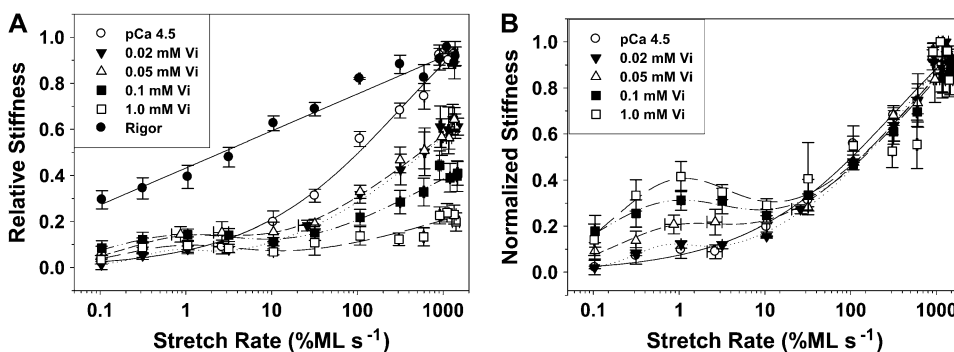 A
pCa 4.5
0.02 mM Vi
0.05 mM Vi
0.1 mM Vi
1.0 mM Vi
Rigor
Relative Stiffness
1.0
0.8
0.6
0.4
0.2
0.0
0.1 1 10 100 1000
Stretch Rate (%ML s⁻¹)
B
pCa 4.5
0.02 mM Vi
0.05 mM Vi
0.1 mM Vi
1.0 mM Vi
Normalized Stiffness
1.0
0.8
0.6
0.4
0.2
0.0
0.1 1 10 100 1000
Stretch Rate (%ML s⁻¹)